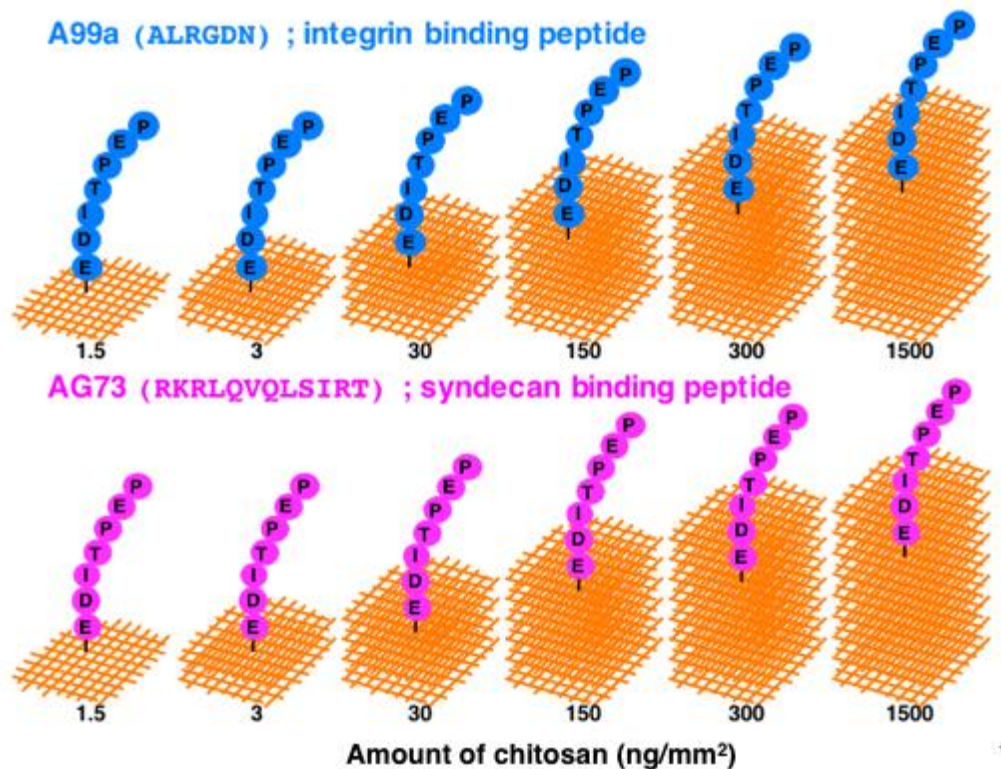 A99a (ALRGDN) ; integrin binding peptide
P E P T I D E P E P T I D E P E P T I D E P E P T I D E P E P T I D E P E P T I D E
1.5 3 30 150 300 1500
AG73 (RKRLQVQLSIRT) ; syndecan binding peptide
P E P T I D E P E P T I D E P E P T I D E P E P T I D E P E P T I D E P E P T I D E
1.5 3 30 150 300 1500
Amount of chitosan (ng/mm²)